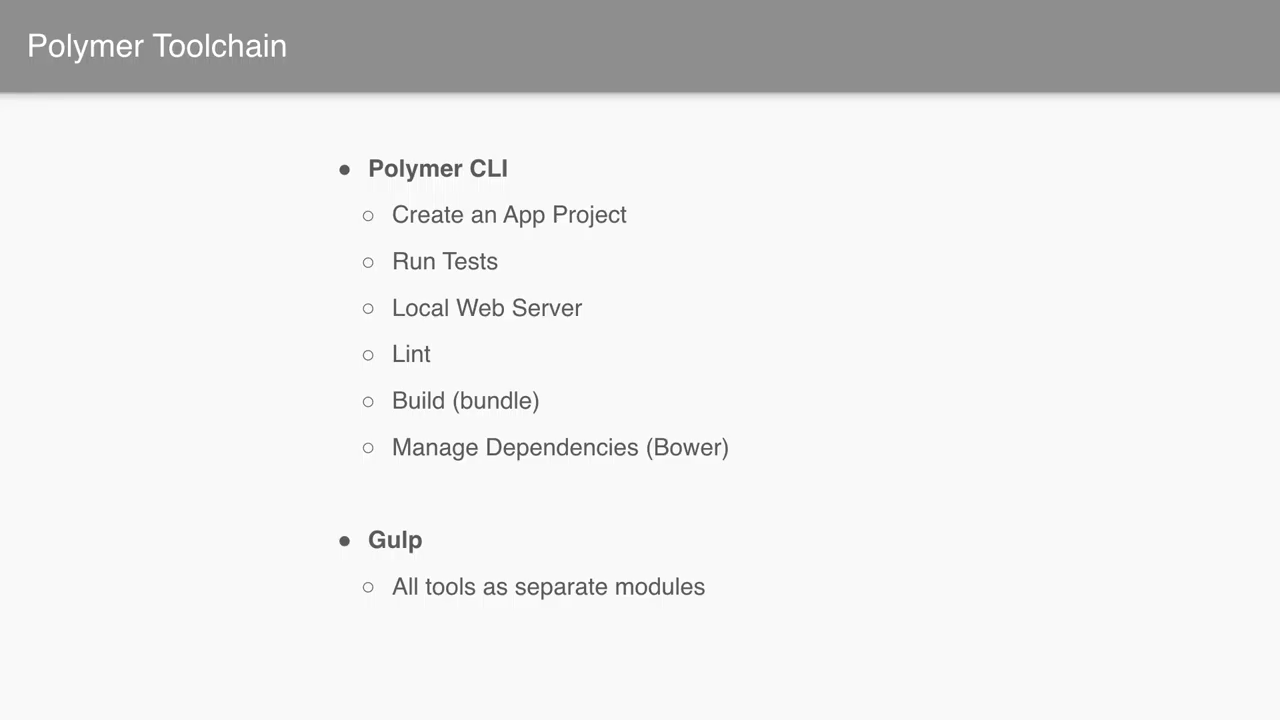 Polymer Toolchain
● Polymer CLI
○ Create an App Project
○ Run Tests
○ Local Web Server
○ Lint
○ Build (bundle)
○ Manage Dependencies (Bower)
● Gulp
○ All tools as separate modules